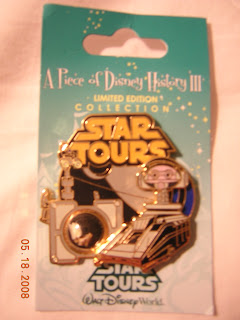 A Piece of Disney History III
LIMITED EDITION
COLLECTION
STAR
TOURS
STAR
TOURS
Walt Disney World
05.18.2008